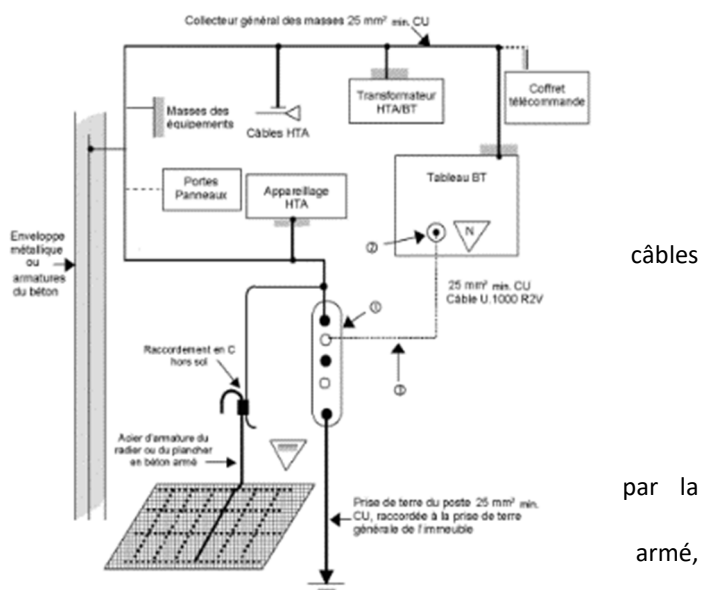 Collecteur général des masses 25 mm² min. CU
Masses des
équipements
Câbles HTA
Transformateur
HTA/BT
Coffret
télécommande
Portes
Panneaux
Appareillage
HTA
Tableau BT
N
②
Enveloppe
métallique
ou
armatures
du béton
câbles
25 mm² min. CU
Câble U.1000 R2V
①
③
Raccordement en C
hors sol
Acier d'armature du
radier ou du plancher
en béton armé
par la
Prise de terre du poste 25 mm² min.
CU, raccordée à la prise de terre
générale de l'immeuble
armé,